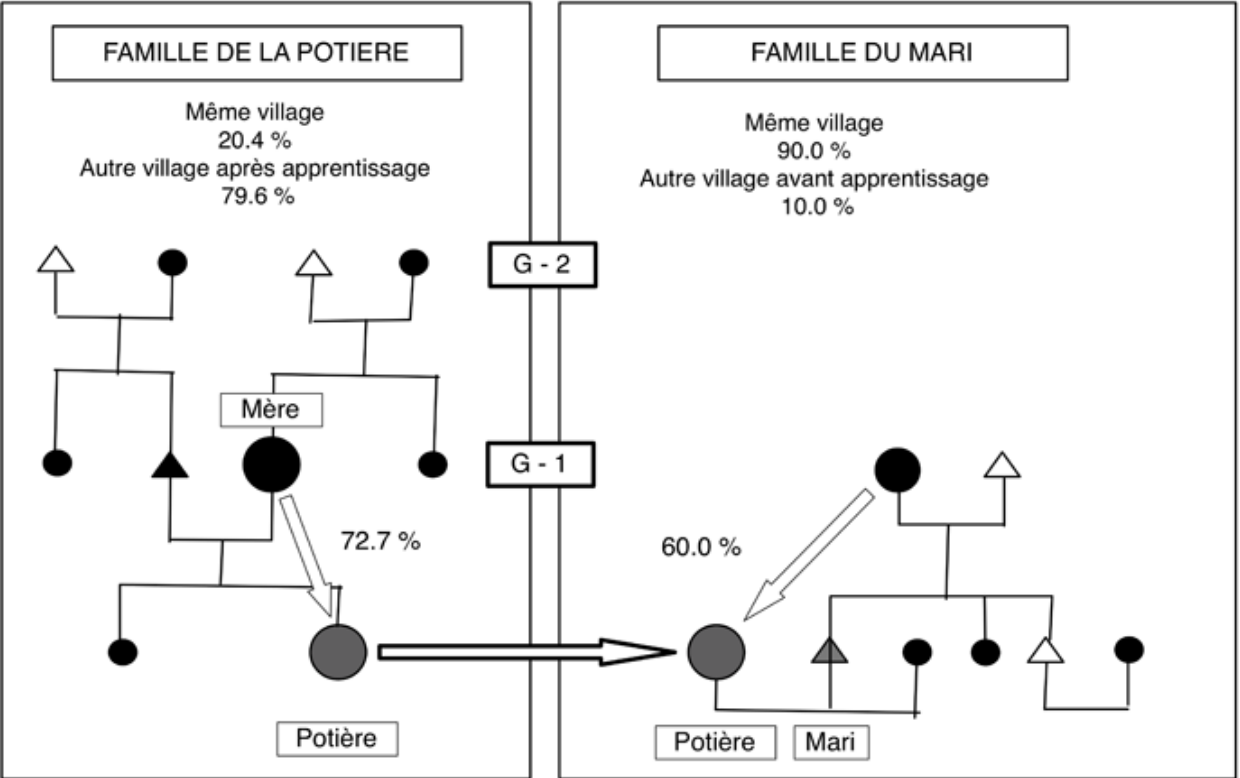 FAMILLE DE LA POTIERE
Même village
20.4 %
Autre village après apprentissage
79.6 %
FAMILLE DU MARI
Même village
90.0 %
Autre village avant apprentissage
10.0 %
G - 2
Mère
G - 1
72.7 %
60.0 %
Potière
Potière
Mari